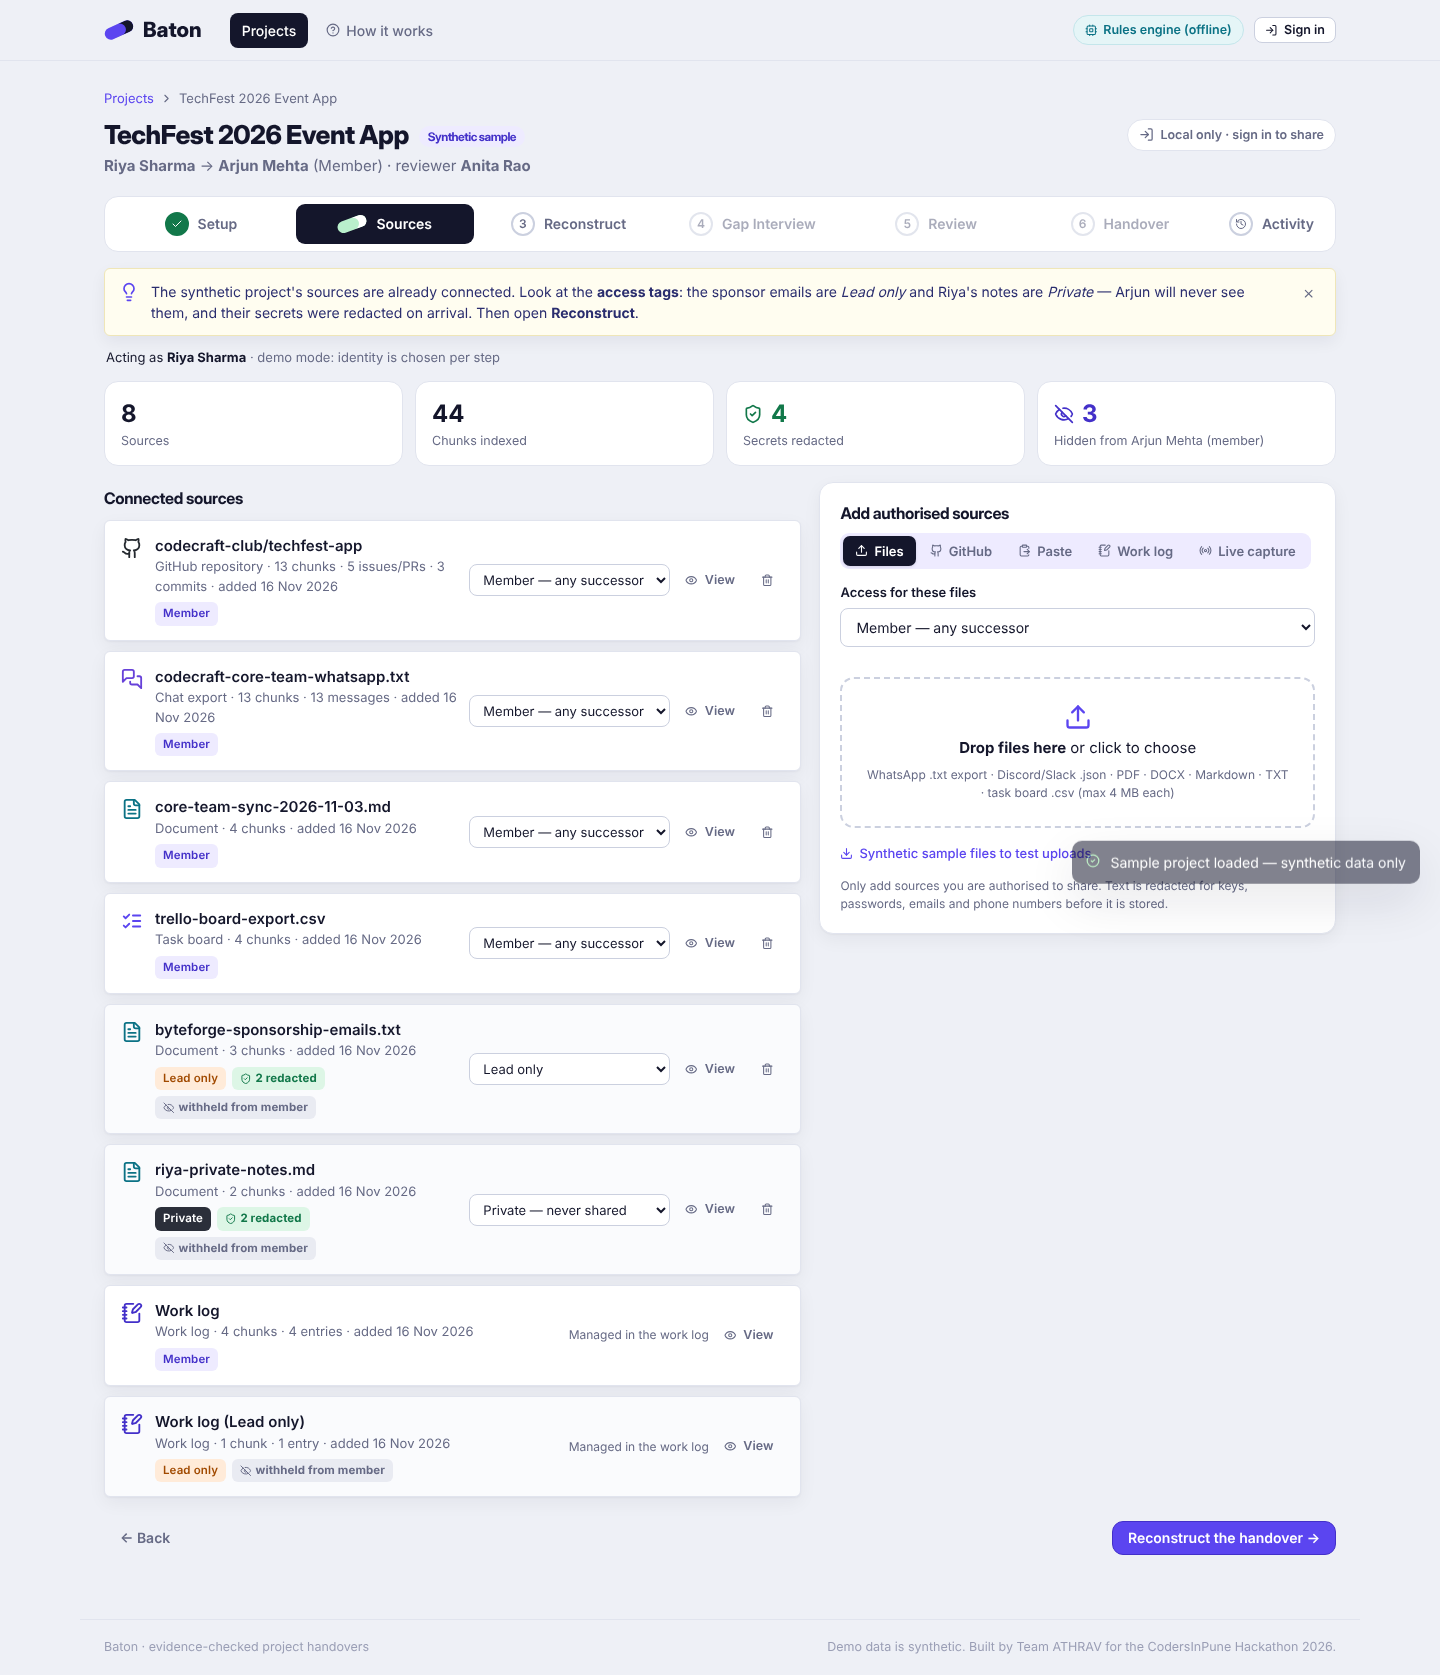 Baton
Projects
How it works
Rules engine (offline)
Sign in
Projects > TechFest 2026 Event App
TechFest 2026 Event App
Synthetic sample
Local only · sign in to share
Riya Sharma → Arjun Mehta (Member) · reviewer Anita Rao
Setup
Sources
3 Reconstruct
4 Gap Interview
5 Review
6 Handover
Activity
The synthetic project's sources are already connected. Look at the access tags: the sponsor emails are Lead only and Riya's notes are Private — Arjun will never see
them, and their secrets were redacted on arrival. Then open Reconstruct.
Acting as Riya Sharma · demo mode: identity is chosen per step
8
Sources
44
Chunks indexed
4
Secrets redacted
3
Hidden from Arjun Mehta (member)
Connected sources
codecraft-club/techfest-app
GitHub repository · 13 chunks · 5 issues/PRs · 3
commits · added 16 Nov 2026
Member
Member — any successor
View
codecraft-core-team-whatsapp.txt
Chat export · 13 chunks · 13 messages · added 16
Nov 2026
Member
Member — any successor
View
core-team-sync-2026-11-03.md
Document · 4 chunks · added 16 Nov 2026
Member
Member — any successor
View
trello-board-export.csv
Task board · 4 chunks · added 16 Nov 2026
Member
Member — any successor
View
byteforge-sponsorship-emails.txt
Document · 3 chunks · added 16 Nov 2026
Lead only
2 redacted
withheld from member
Lead only
View
riya-private-notes.md
Document · 2 chunks · added 16 Nov 2026
Private
2 redacted
withheld from member
Private — never shared
View
Work log
Work log · 4 chunks · 4 entries · added 16 Nov 2026
Member
Managed in the work log
View
Work log (Lead only)
Work log · 1 chunk · 1 entry · added 16 Nov 2026
Lead only
withheld from member
Managed in the work log
View
Add authorised sources
Files
GitHub
Paste
Work log
Live capture
Access for these files
Member — any successor
Drop files here or click to choose
WhatsApp .txt export · Discord/Slack .json · PDF · DOCX · Markdown · TXT
· task board .csv (max 4 MB each)
Synthetic sample files to test uploads
Sample project loaded — synthetic data only
Only add sources you are authorised to share. Text is redacted for keys,
passwords, emails and phone numbers before it is stored.
← Back
Reconstruct the handover →
Baton · evidence-checked project handovers
Demo data is synthetic. Built by Team ATHRAV for the CodersInPune Hackathon 2026.